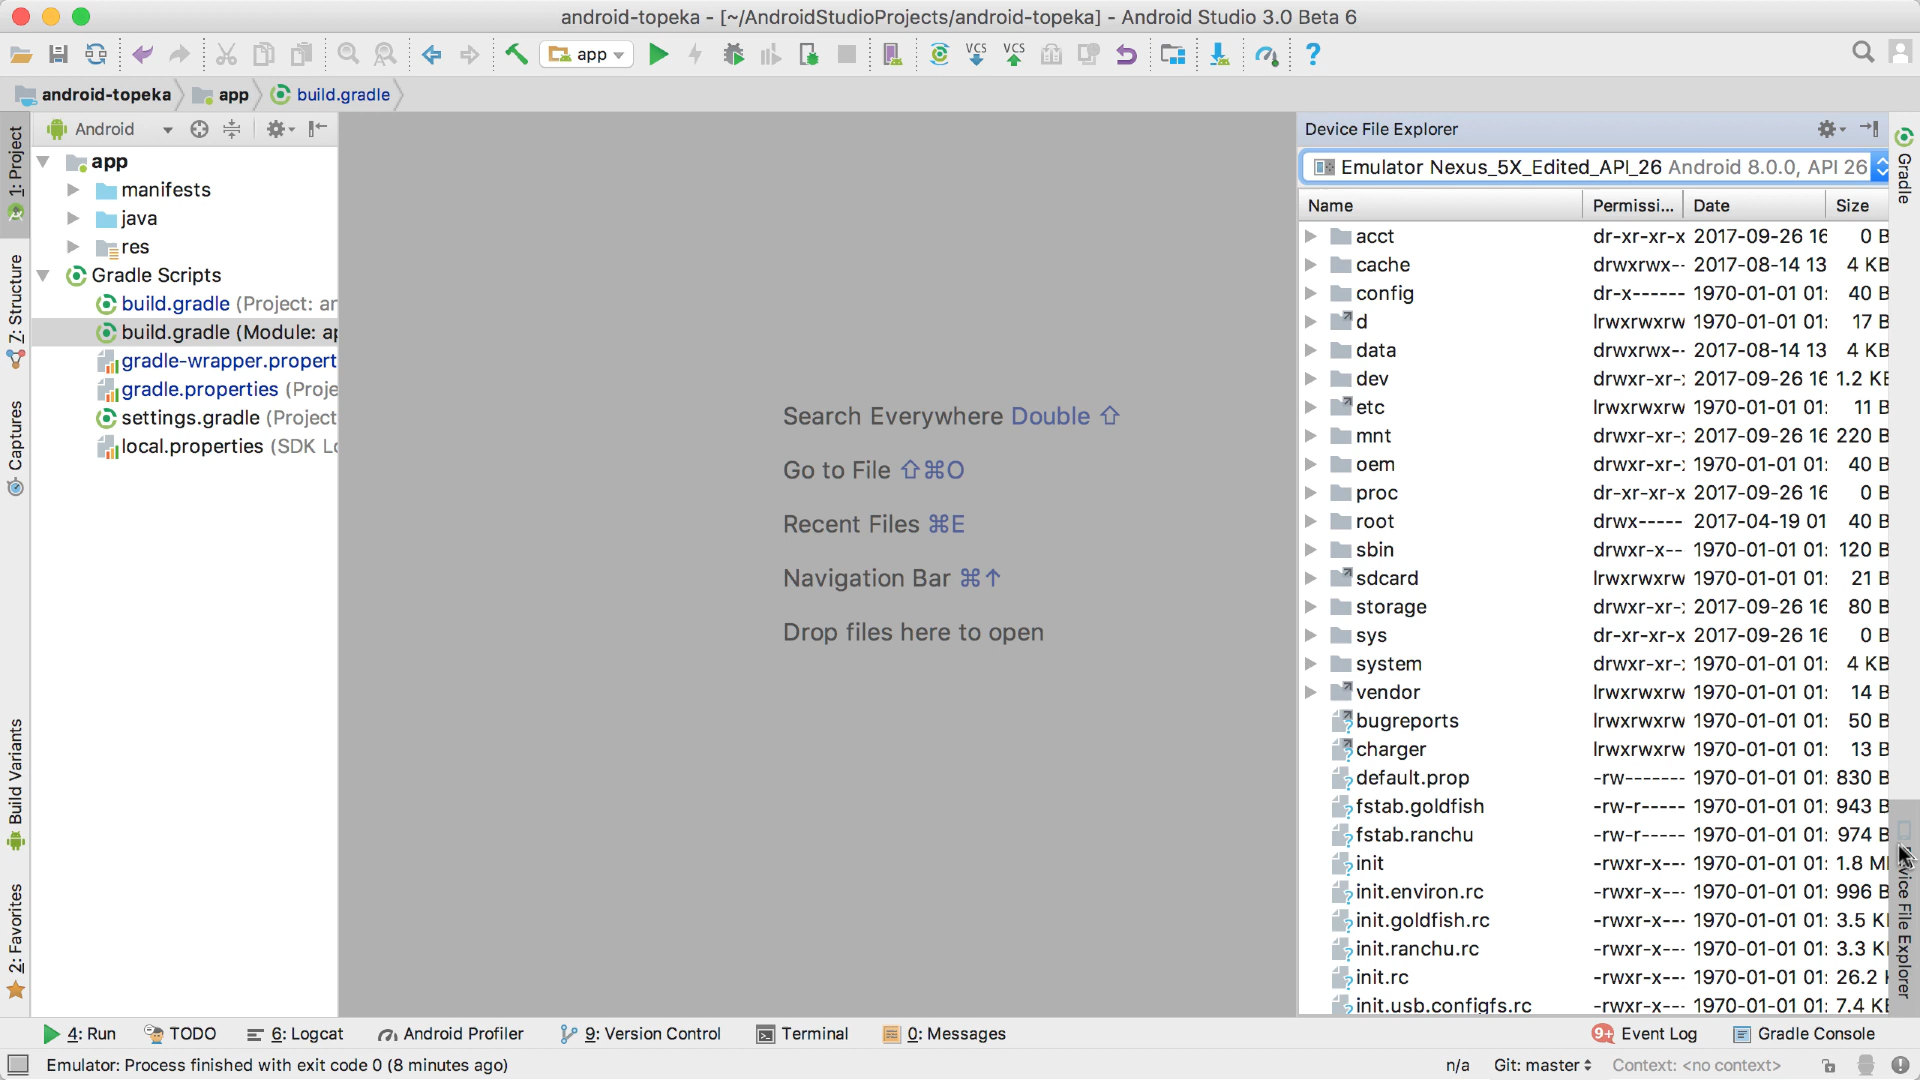 android-topeka - [~/AndroidStudioProjects/android-topeka] - Android Studio 3.0 Beta 6
app
VCS VCS
android-topeka app build.gradle
1: Project
Z: Structure
Captures
Build Variants
2: Favorites
Android
app
manifests
java
res
Gradle Scripts
build.gradle (Project: an
build.gradle (Module: ap
gradle-wrapper.propert
gradle.properties (Proje
settings.gradle (Project
local.properties (SDK Lo
Search Everywhere Double ⇧
Go to File ⇧⌘O
Recent Files ⌘E
Navigation Bar ⌘↑
Drop files here to open
Device File Explorer
Emulator Nexus_5X_Edited_API_26 Android 8.0.0, API 26
Name Permissi... Date Size
acct dr-xr-xr-x 2017-09-26 16 0 B
cache drwxrwx-- 2017-08-14 13 4 KB
config dr-x------ 1970-01-01 01: 40 B
d lrwxrwxrw 1970-01-01 01: 17 B
data drwxrwx-- 2017-08-14 13 4 KB
dev drwxr-xr-x 2017-09-26 16 1.2 KB
etc lrwxrwxrw 1970-01-01 01: 11 B
mnt drwxr-xr-x 2017-09-26 16 220 B
oem drwxr-xr-x 1970-01-01 01: 40 B
proc dr-xr-xr-x 2017-09-26 16 0 B
root drwx----- 2017-04-19 01 40 B
sbin drwxr-x-- 1970-01-01 01: 120 B
sdcard lrwxrwxrw 1970-01-01 01: 21 B
storage drwxr-xr-x 2017-09-26 16 80 B
sys dr-xr-xr-x 2017-09-26 16 0 B
system drwxr-xr-x 1970-01-01 01: 4 KB
vendor lrwxrwxrw 1970-01-01 01: 14 B
bugreports lrwxrwxrw 1970-01-01 01: 50 B
charger lrwxrwxrw 1970-01-01 01: 13 B
default.prop -rw------- 1970-01-01 01: 830 B
fstab.goldfish -rw-r----- 1970-01-01 01: 943 B
fstab.ranchu -rw-r----- 1970-01-01 01: 974 B
init -rwxr-x--- 1970-01-01 01: 1.8 M
init.environ.rc -rwxr-x--- 1970-01-01 01: 996 B
init.goldfish.rc -rwxr-x--- 1970-01-01 01: 3.5 K
init.ranchu.rc -rwxr-x--- 1970-01-01 01: 3.3 K
init.rc -rwxr-x--- 1970-01-01 01: 26.2
init.usb.configfs.rc -rwxr-x--- 1970-01-01 01: 7.4 K
Gradle
Device File Explorer
4: Run TODO 6: Logcat Android Profiler 9: Version Control Terminal 0: Messages 9+ Event Log Gradle Console
Emulator: Process finished with exit code 0 (8 minutes ago) n/a Git: master Context: <no context>